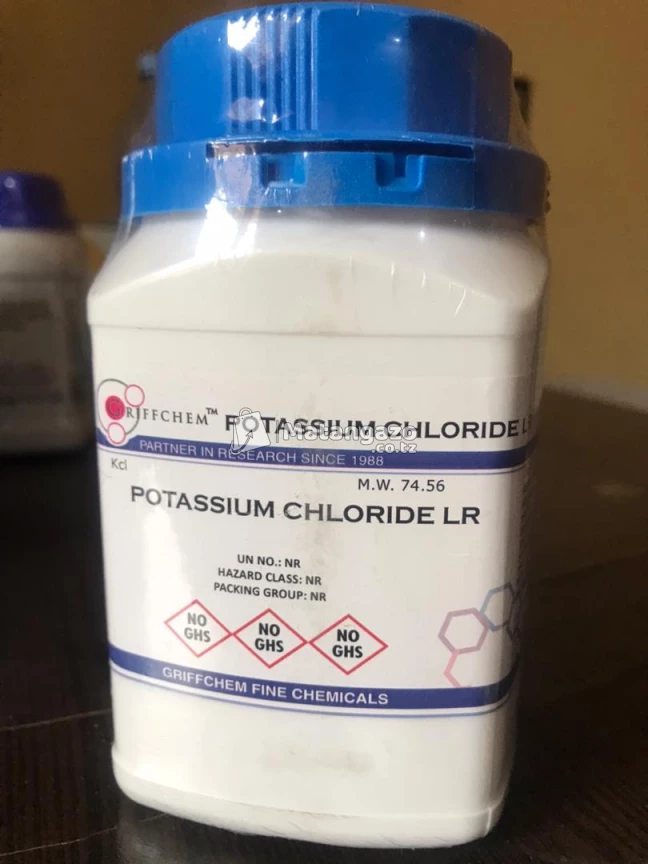 GRIFFCHEM™ POTASSIUM CHLORIDE
Matangazo
.co.tz
PARTNER IN RESEARCH SINCE 1988
Kcl
M.W. 74.56
POTASSIUM CHLORIDE LR
UN NO.: NR
HAZARD CLASS: NR
PACKING GROUP: NR
NO GHS
NO GHS
NO GHS
GRIFFCHEM FINE CHEMICALS